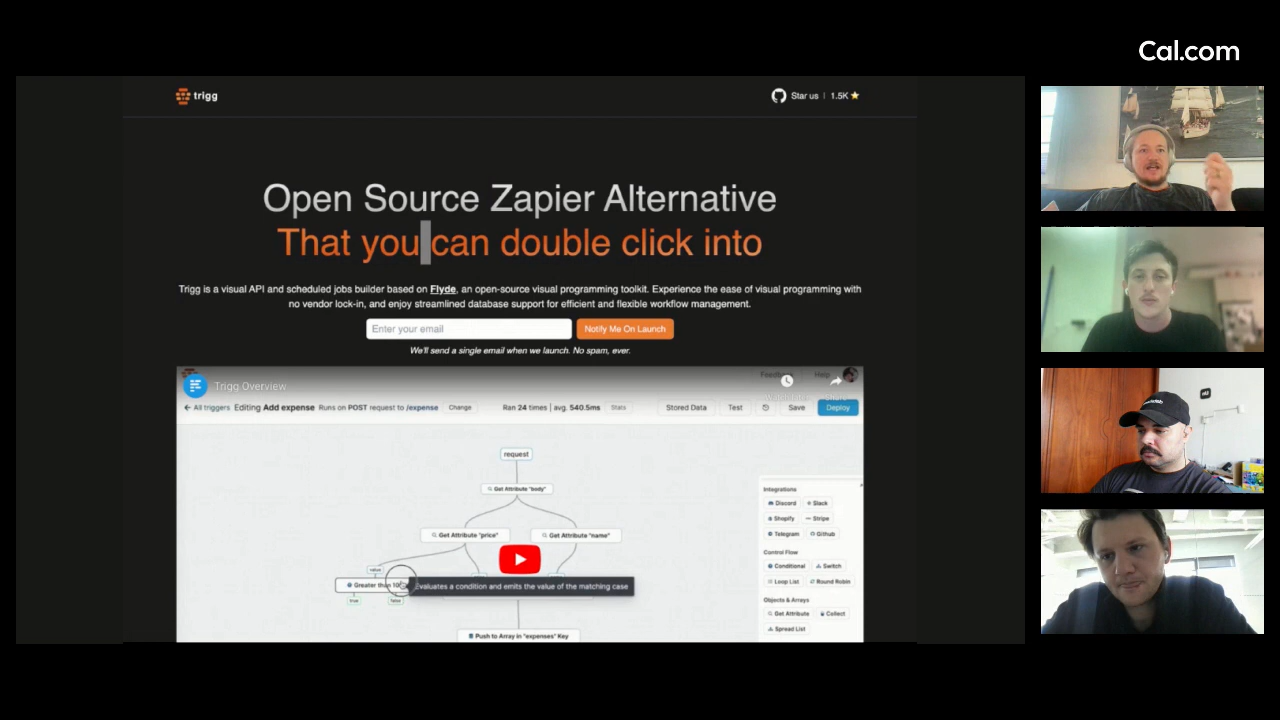 Cal.com
trigg
Star us | 1.5K ⭐
Open Source Zapier Alternative
That you can double click into
Trigg is a visual API and scheduled jobs builder based on Flyde, an open-source visual programming toolkit. Experience the ease of visual programming with
no vendor lock-in, and enjoy streamlined database support for efficient and flexible workflow management.
Enter your email
Notify Me On Launch
We'll send a single email when we launch. No spam, ever.
Trigg Overview
Feedback Help
← All triggers Editing Add expense Runs on POST request to /expense Change Ran 24 times | avg. 540.5ms Stats Stored Data Test Save Deploy
request
Get Attribute "body"
Get Attribute "price" Get Attribute "name"
value
Greater than
Evaluates a condition and emits the value of the matching case
true false
Push to Array in "expenses" Key
Integrations
Discord Slack
Shopify Stripe
Telegram Github
Control Flow
Conditional Switch
Loop List Round Robin
Objects & Arrays
Get Attribute Collect
Spread List